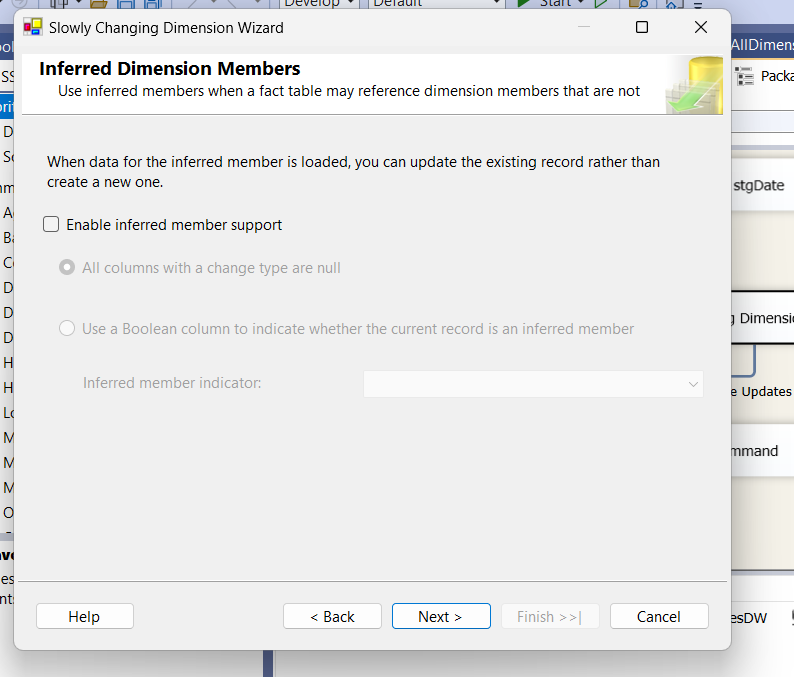 Develop
Default
Start
Slowly Changing Dimension Wizard
AllDimens
Inferred Dimension Members
Use inferred members when a fact table may reference dimension members that are not
Packa
When data for the inferred member is loaded, you can update the existing record rather than
create a new one.
stgDate
Enable inferred member support
All columns with a change type are null
g Dimensio
Use a Boolean column to indicate whether the current record is an inferred member
Inferred member indicator:
e Updates
mmand
Help
< Back
Next >
Finish >>|
Cancel
esDW